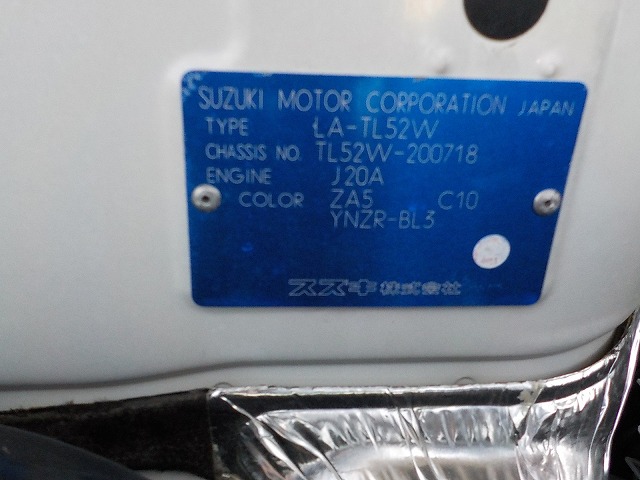 SUZUKI MOTOR CORPORATION JAPAN
TYPE LA-TL52W
CHASSIS NO. TL52W-200718
ENGINE J20A
COLOR ZA5 C10
YNZR-BL3
スズキ株式会社